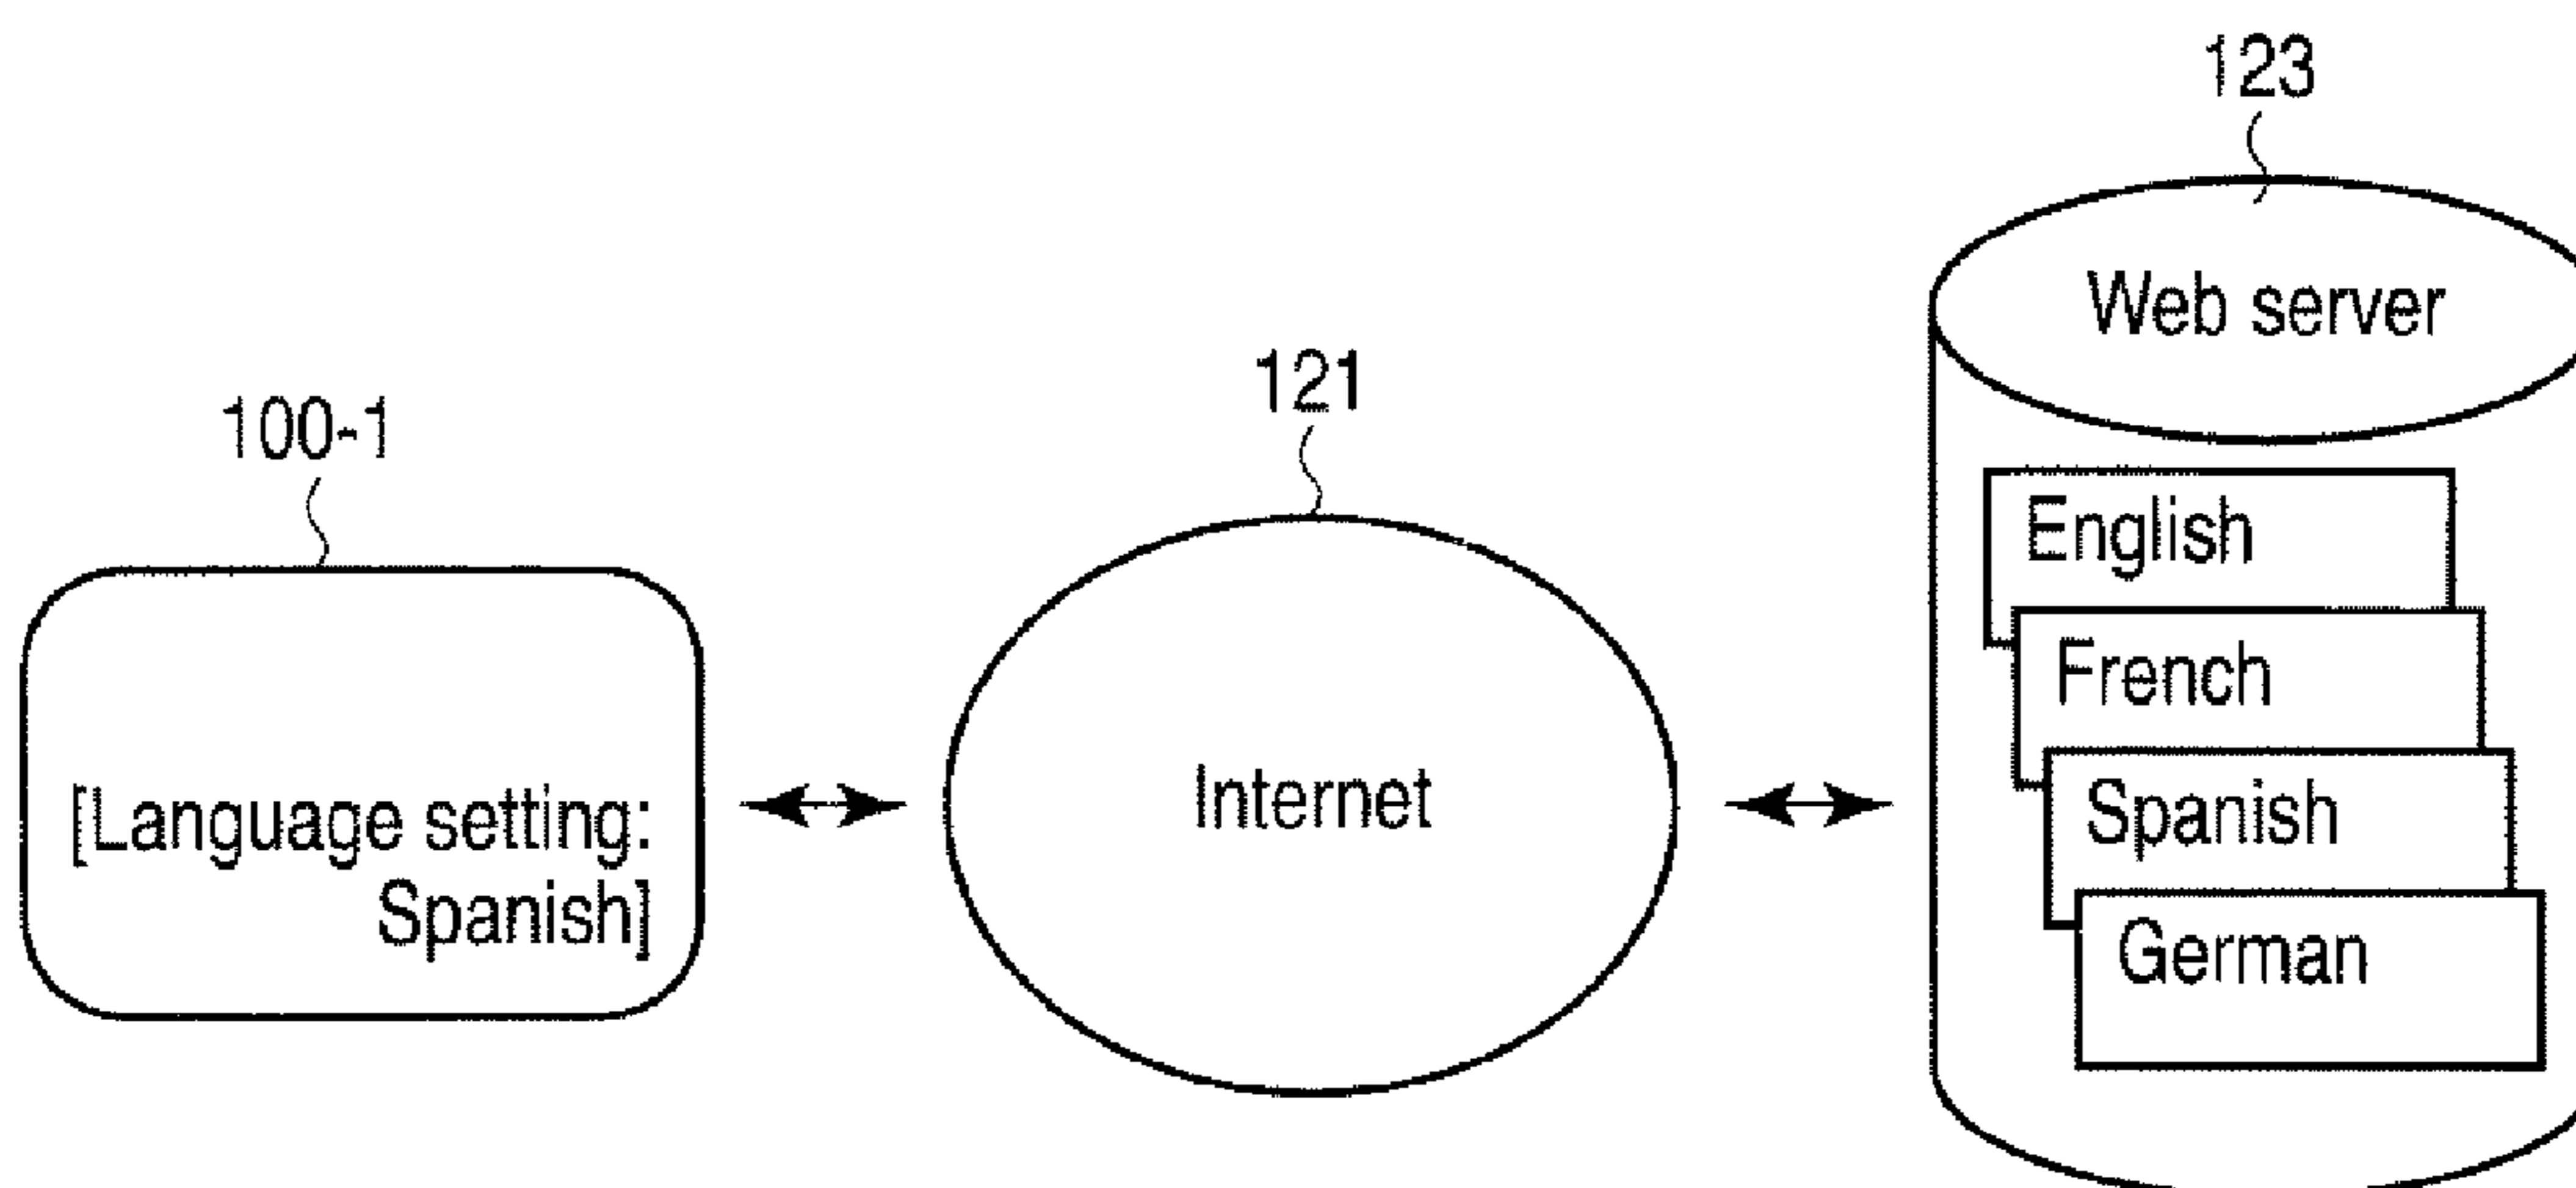 100-1
[Language setting:
Spanish]
121
Internet
123
Web server
English
French
Spanish
German